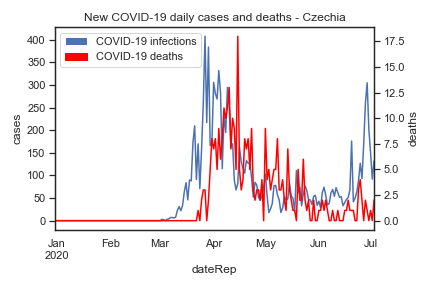 New COVID-19 daily cases and deaths - Czechia
COVID-19 infections
COVID-19 deaths
400
350
300
250
200
150
100
50
0
cases
17.5
15.0
12.5
10.0
7.5
5.0
2.5
0.0
deaths
Jan Feb Mar Apr May Jun Jul
2020
dateRep